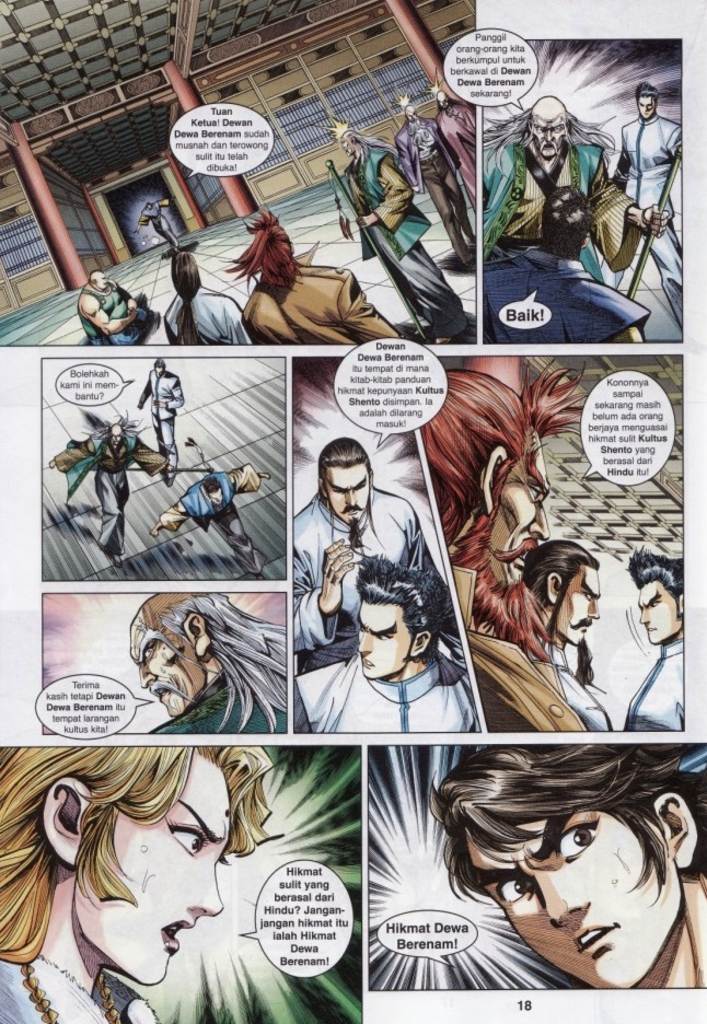 Tuan
Ketua! Dewan
Dewa Berenam sudah
musnah dan terowong
sulit itu telah
dibuka!
Panggil
orang-orang kita
berkumpul untuk
berkawal di Dewan
Dewa Berenam
sekarang!
Baik!
Bolehkah
kami ini mem-
bantu?
Terima
kasih tetapi Dewan
Dewa Berenam itu
tempat larangan
kultus kita!
Dewan
Dewa Berenam
itu tempat di mana
kitab-kitab panduan
hikmat kepunyaan Kultus
Shento disimpan. Ia
adalah dilarang
masuk!
Kononnya
sampai
sekarang masih
belum ada orang
berjaya menguasai
hikmat sulit Kultus
Shento yang
berasal dari
Hindu itu!
Hikmat
sulit yang
berasal dari
Hindu? Jangan-
jangan hikmat itu
ialah Hikmat
Dewa
Berenam!
Hikmat Dewa
Berenam!
18